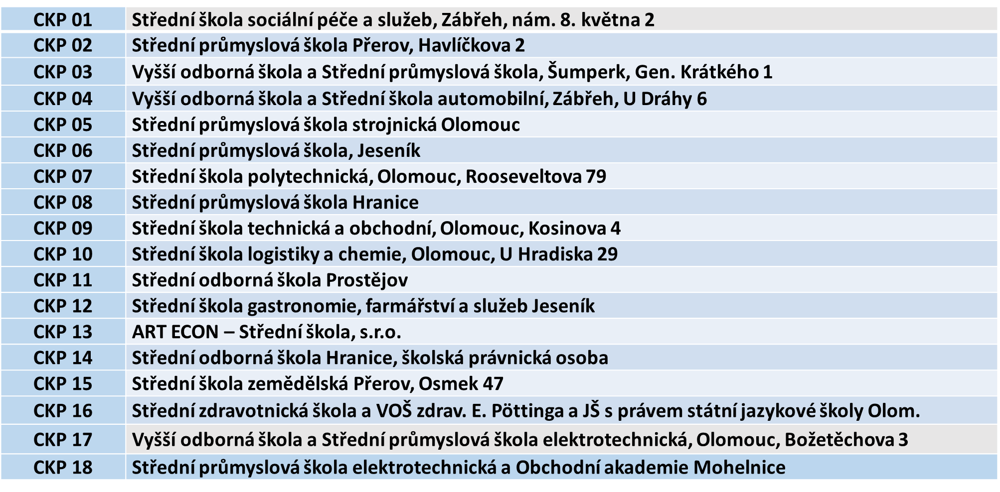 CKP 01 Střední škola sociální péče a služeb, Zábřeh, nám. 8. května 2
CKP 02 Střední průmyslová škola Přerov, Havlíčkova 2
CKP 03 Vyšší odborná škola a Střední průmyslová škola, Šumperk, Gen. Krátkého 1
CKP 04 Vyšší odborná škola a Střední škola automobilní, Zábřeh, U Dráhy 6
CKP 05 Střední průmyslová škola strojnická Olomouc
CKP 06 Střední průmyslová škola, Jeseník
CKP 07 Střední škola polytechnická, Olomouc, Rooseveltova 79
CKP 08 Střední průmyslová škola Hranice
CKP 09 Střední škola technická a obchodní, Olomouc, Kosinova 4
CKP 10 Střední škola logistiky a chemie, Olomouc, U Hradiska 29
CKP 11 Střední odborná škola Prostějov
CKP 12 Střední škola gastronomie, farmářství a služeb Jeseník
CKP 13 ART ECON – Střední škola, s.r.o.
CKP 14 Střední odborná škola Hranice, školská právnická osoba
CKP 15 Střední škola zemědělská Přerov, Osmek 47
CKP 16 Střední zdravotnická škola a VOŠ zdrav. E. Pöttinga a JŠ s právem státní jazykové školy Olom.
CKP 17 Vyšší odborná škola a Střední průmyslová škola elektrotechnická, Olomouc, Božetěchova 3
CKP 18 Střední průmyslová škola elektrotechnická a Obchodní akademie Mohelnice